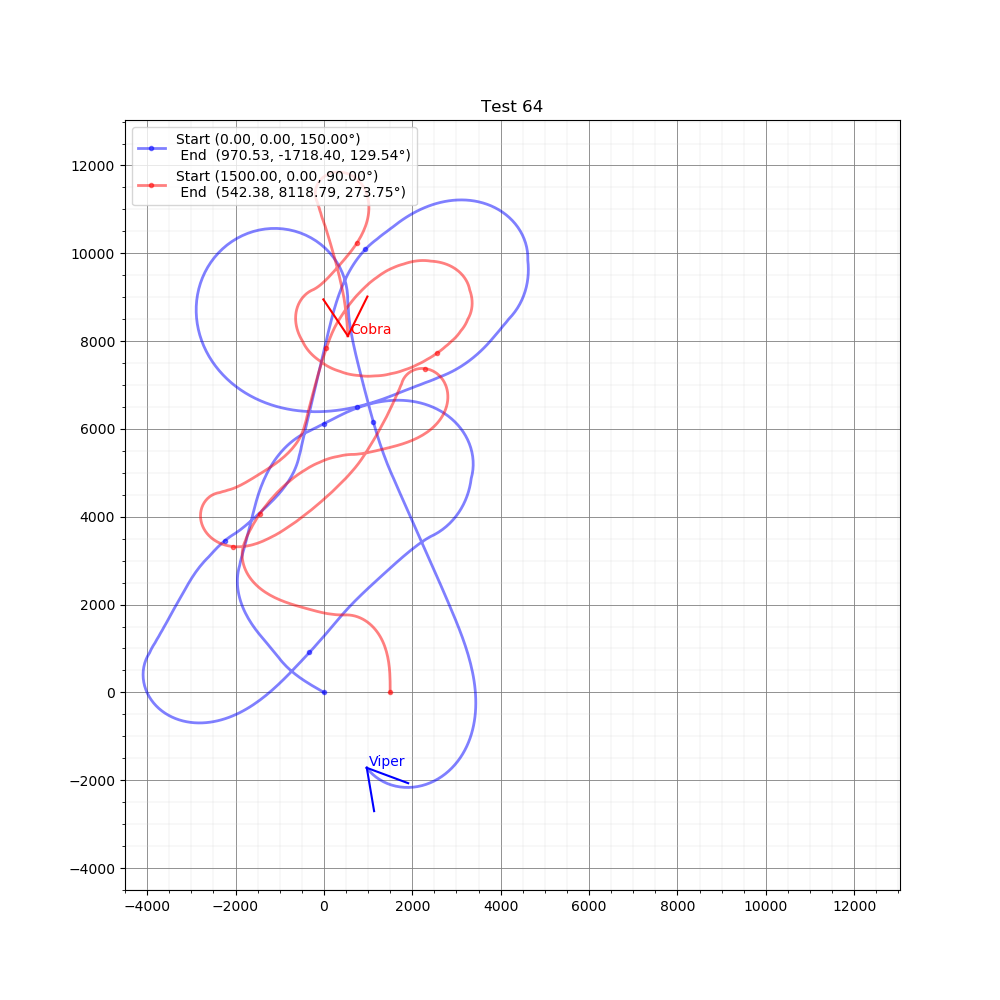 Test 64
Start (0.00, 0.00, 150.00°)
End (970.53, -1718.40, 129.54°)
Start (1500.00, 0.00, 90.00°)
End (542.38, 8118.79, 273.75°)
12000
10000
8000
6000
4000
2000
0
−2000
−4000
Cobra
Viper
−4000 −2000 0 2000 4000 6000 8000 10000 12000